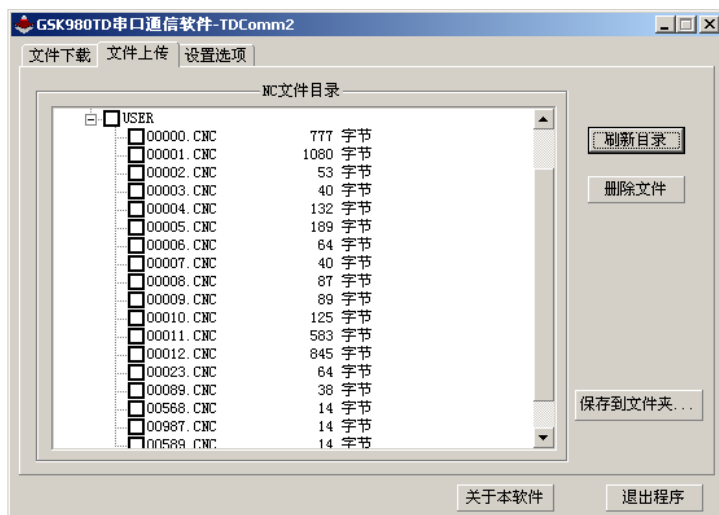 GSK980TD串口通信软件-TDComm2
文件下载 文件上传 设置选项
NC文件目录
USER
00000.CNC 777 字节
00001.CNC 1080 字节
00002.CNC 53 字节
00003.CNC 40 字节
00004.CNC 132 字节
00005.CNC 189 字节
00006.CNC 64 字节
00007.CNC 40 字节
00008.CNC 87 字节
00009.CNC 89 字节
00010.CNC 125 字节
00011.CNC 583 字节
00012.CNC 845 字节
00023.CNC 64 字节
00089.CNC 38 字节
00568.CNC 14 字节
00987.CNC 14 字节
00589.CNC 14 字节
刷新目录
删除文件
保存到文件夹...
关于本软件 退出程序